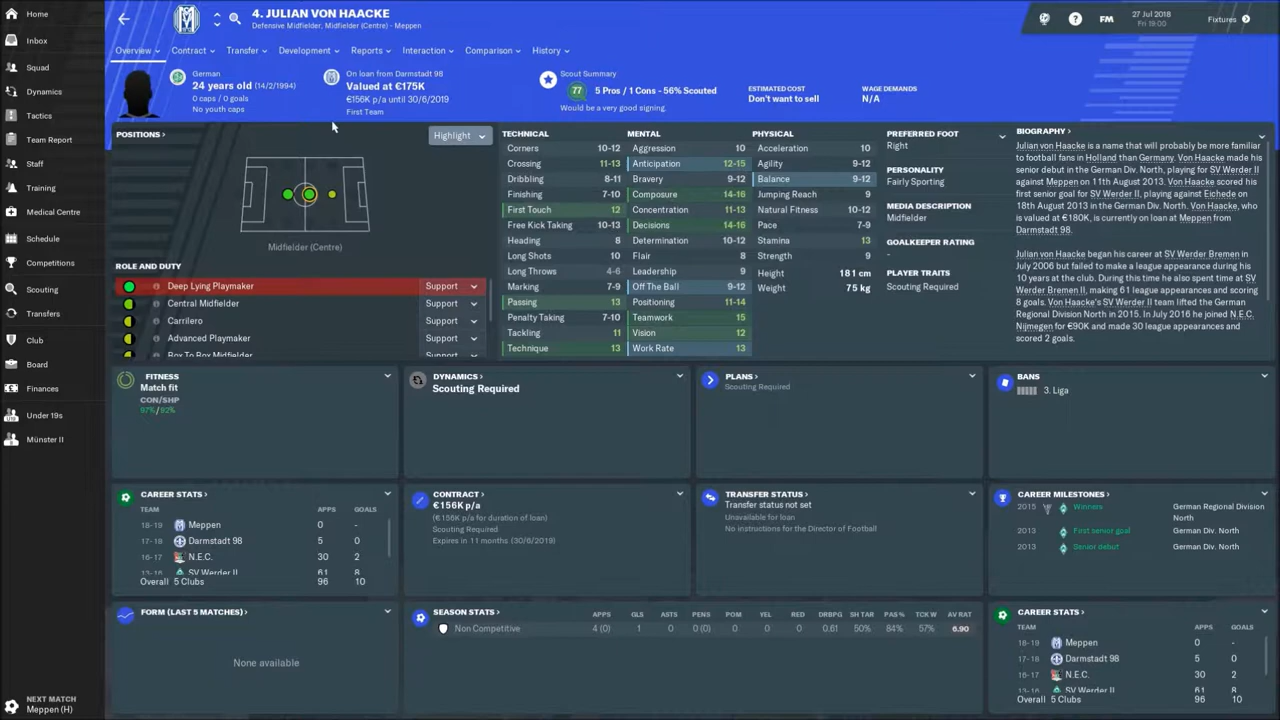 Home
Inbox
Squad
Dynamics
Tactics
Team Report
Staff
Training
Medical Centre
Schedule
Competitions
Scouting
Transfers
Club
Board
Finances
Under 19s
Münster II
NEXT MATCH
Meppen (H)
4. JULIAN VON HAACKE
Defensive Midfielder, Midfielder (Centre) - Meppen
FM
27 Jul 2018
Fri 19:00
Fixtures
Overview
Contract
Transfer
Development
Reports
Interaction
Comparison
History
German
24 years old (14/2/1994)
0 caps / 0 goals
No youth caps
On loan from Darmstadt 98
Valued at €175K
€156K p/a until 30/6/2019
First Team
Scout Summary
77
5 Pros / 1 Cons - 56% Scouted
Would be a very good signing.
ESTIMATED COST
Don't want to sell
WAGE DEMANDS
N/A
POSITIONS
Highlight
Midfielder (Centre)
ROLE AND DUTY
Deep Lying Playmaker Support
Central Midfielder Support
Carrilero Support
Advanced Playmaker Support
Box To Box Midfielder Support
TECHNICAL
Corners 10-12
Crossing 11-13
Dribbling 8-11
Finishing 7-10
First Touch 12
Free Kick Taking 10-13
Heading 8
Long Shots 10
Long Throws 4-6
Marking 7-9
Passing 13
Penalty Taking 7-10
Tackling 11
Technique 13
MENTAL
Aggression 10
Anticipation 12-15
Bravery 9-12
Composure 14-16
Concentration 11-13
Decisions 14-16
Determination 10-12
Flair 8
Leadership 9
Off The Ball 9-12
Positioning 11-14
Teamwork 15
Vision 12
Work Rate 13
PHYSICAL
Acceleration 10
Agility 9-12
Balance 9-12
Jumping Reach 9
Natural Fitness 10-12
Pace 7-9
Stamina 13
Strength 9
Height 181 cm
Weight 75 kg
PREFERRED FOOT
Right
PERSONALITY
Fairly Sporting
MEDIA DESCRIPTION
Midfielder
GOALKEEPER RATING
-
PLAYER TRAITS
Scouting Required
BIOGRAPHY
Julian von Haacke is a name that will probably be more familiar
to football fans in Holland than Germany. Von Haacke made his
senior debut in the German Div. North, playing for SV Werder II
against Meppen on 11th August 2013. Von Haacke scored his
first senior goal for SV Werder II, playing against Eichede on
18th August 2013 in the German Div. North. Von Haacke, who
is valued at €180K, is currently on loan at Meppen from
Darmstadt 98.
Julian von Haacke began his career at SV Werder Bremen in
July 2006 but failed to make a league appearance during his
10 years at the club. During this time he also spent time at SV
Werder Bremen II, making 61 league appearances and scoring
8 goals. Von Haacke's SV Werder II team lifted the German
Regional Division North in 2015. In July 2016 he joined N.E.C.
Nijmegen for €90K and made 30 league appearances and
scored 2 goals.
FITNESS
Match fit
CON/SHP
97%/92%
DYNAMICS
Scouting Required
PLANS
Scouting Required
BANS
3. Liga
CAREER STATS
TEAM APPS GOALS
18-19 Meppen 0 -
17-18 Darmstadt 98 5 0
16-17 N.E.C. 30 2
13-16 SV Werder II 61 8
Overall 5 Clubs 96 10
CONTRACT
€156K p/a
(€156K p/a for duration of loan)
Scouting Required
Expires in 11 months (30/6/2019)
TRANSFER STATUS
Transfer status not set
Unavailable for loan
No instructions for the Director of Football
CAREER MILESTONES
2015 Winners German Regional Division
North
2013 First senior goal German Div. North
2013 Senior debut German Div. North
FORM (LAST 5 MATCHES)
None available
SEASON STATS
APPS GLS ASTS PENS POM YEL RED DRBPG SH TAR PAS% TCK W AV RAT
Non Competitive 4 (0) 1 0 0 (0) 0 0 0 0.61 50% 84% 57% 6.90
CAREER STATS
TEAM APPS GOALS
18-19 Meppen 0 -
17-18 Darmstadt 98 5 0
16-17 N.E.C. 30 2
13-16 SV Werder II 61 8
Overall 5 Clubs 96 10